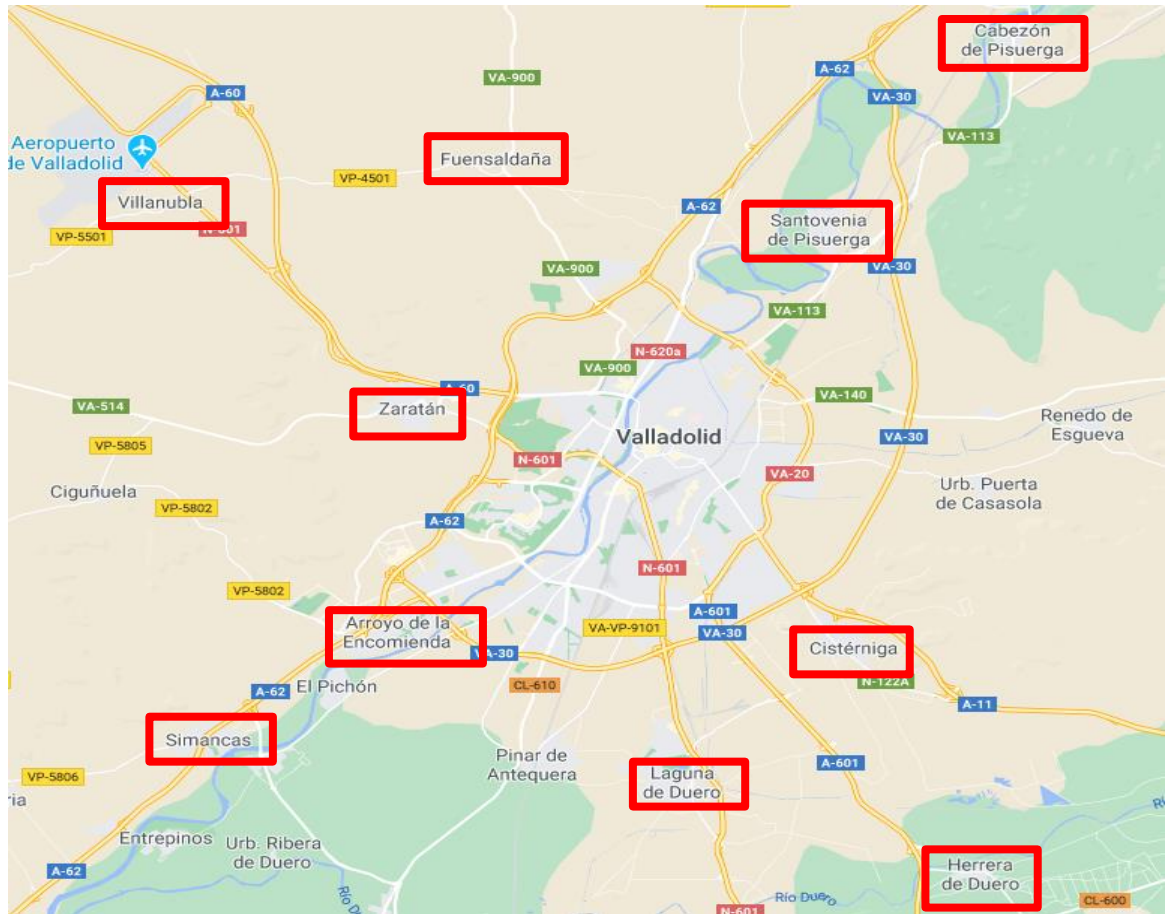 Cabezón
de Pisuerga
A-62
VA-900
A-60
VA-30
VA-113
Aeropuerto
de Valladolid
Fuensaldaña
VP-4501
Villanubla
A-62
Santovenia
de Pisuerga
N-601
VP-5501
VA-900
VA-30
VA-113
N-620a
VA-900
A-60
VA-140
VA-514
Zaratán
Renedo de
Esgueva
Valladolid
VA-30
VP-5805
N-601
VA-20
Ciguñuela
Urb. Puerta
de Casasola
VP-5802
A-62
N-601
VP-5802
A-601
Arroyo de la
Encomienda
VA-VP-9101
VA-30
Cistérniga
VA-30
N-122A
CL-610
El Pichón
A-62
A-11
Simancas
Pinar de
Antequera
A-601
VP-5806
Laguna
de Duero
ria
Entrepinos
Urb. Ribera
de Duero
A-62
Herrera
de Duero
Río Duero
CL-600
N-601
Río Duero